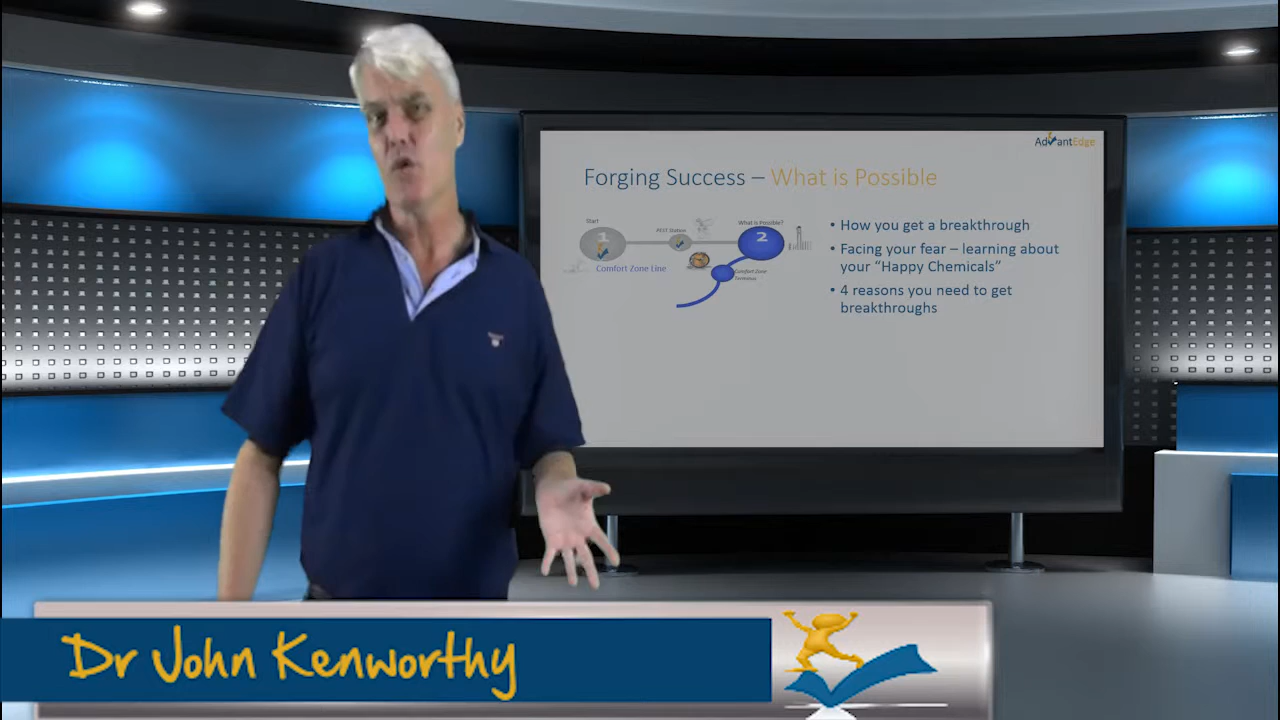 AdvantEdge
Forging Success – What is Possible
Start
1
PEST Station
What is Possible?
2
Comfort Zone Line
Comfort Zone
Terminus
• How you get a breakthrough
• Facing your fear – learning about
your “Happy Chemicals”
• 4 reasons you need to get
breakthroughs
Dr John Kenworthy